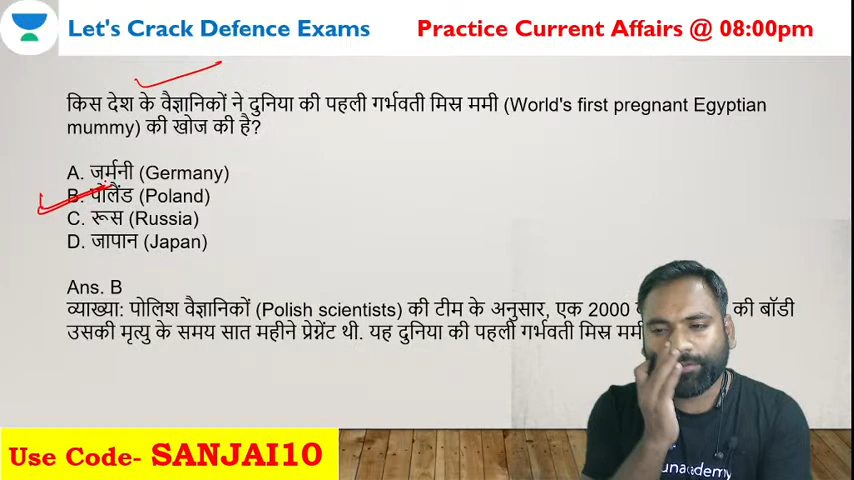 Let's Crack Defence Exams
Practice Current Affairs @ 08:00pm
किस देश के वैज्ञानिकों ने दुनिया की पहली गर्भवती मिस्र ममी (World's first pregnant Egyptian
mummy) की खोज की है?
A. जर्मनी (Germany)
B. पोलैंड (Poland)
C. रूस (Russia)
D. जापान (Japan)
Ans. B
व्याख्या: पोलिश वैज्ञानिकों (Polish scientists) की टीम के अनुसार, एक 2000 की बॉडी
उसकी मृत्यु के समय सात महीने प्रेग्नेंट थी. यह दुनिया की पहली गर्भवती मिस्र ममी
unacademy
Use Code- SANJAI10